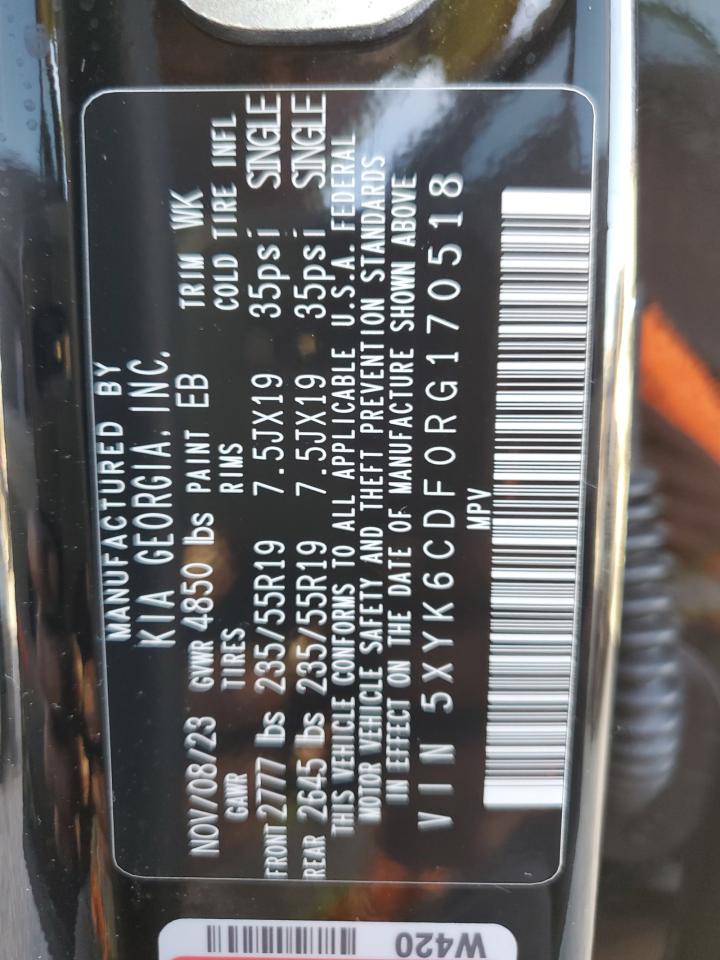 MANUFACTURED BY
KIA GEORGIA, INC.
NOV/08/23 GVWR 4850 lbs PAINT EB TRIM WK
GAWR TIRES RIMS COLD TIRE INFL
FRONT 2777 lbs 235/55R19 7.5JX19 35psi SINGLE
REAR 2645 lbs 235/55R19 7.5JX19 35psi SINGLE
THIS VEHICLE CONFORMS TO ALL APPLICABLE U.S.A. FEDERAL
MOTOR VEHICLE SAFETY AND THEFT PREVENTION STANDARDS
IN EFFECT ON THE DATE OF MANUFACTURE SHOWN ABOVE
VIN 5XYK6CDF0RG170518
MPV
W420